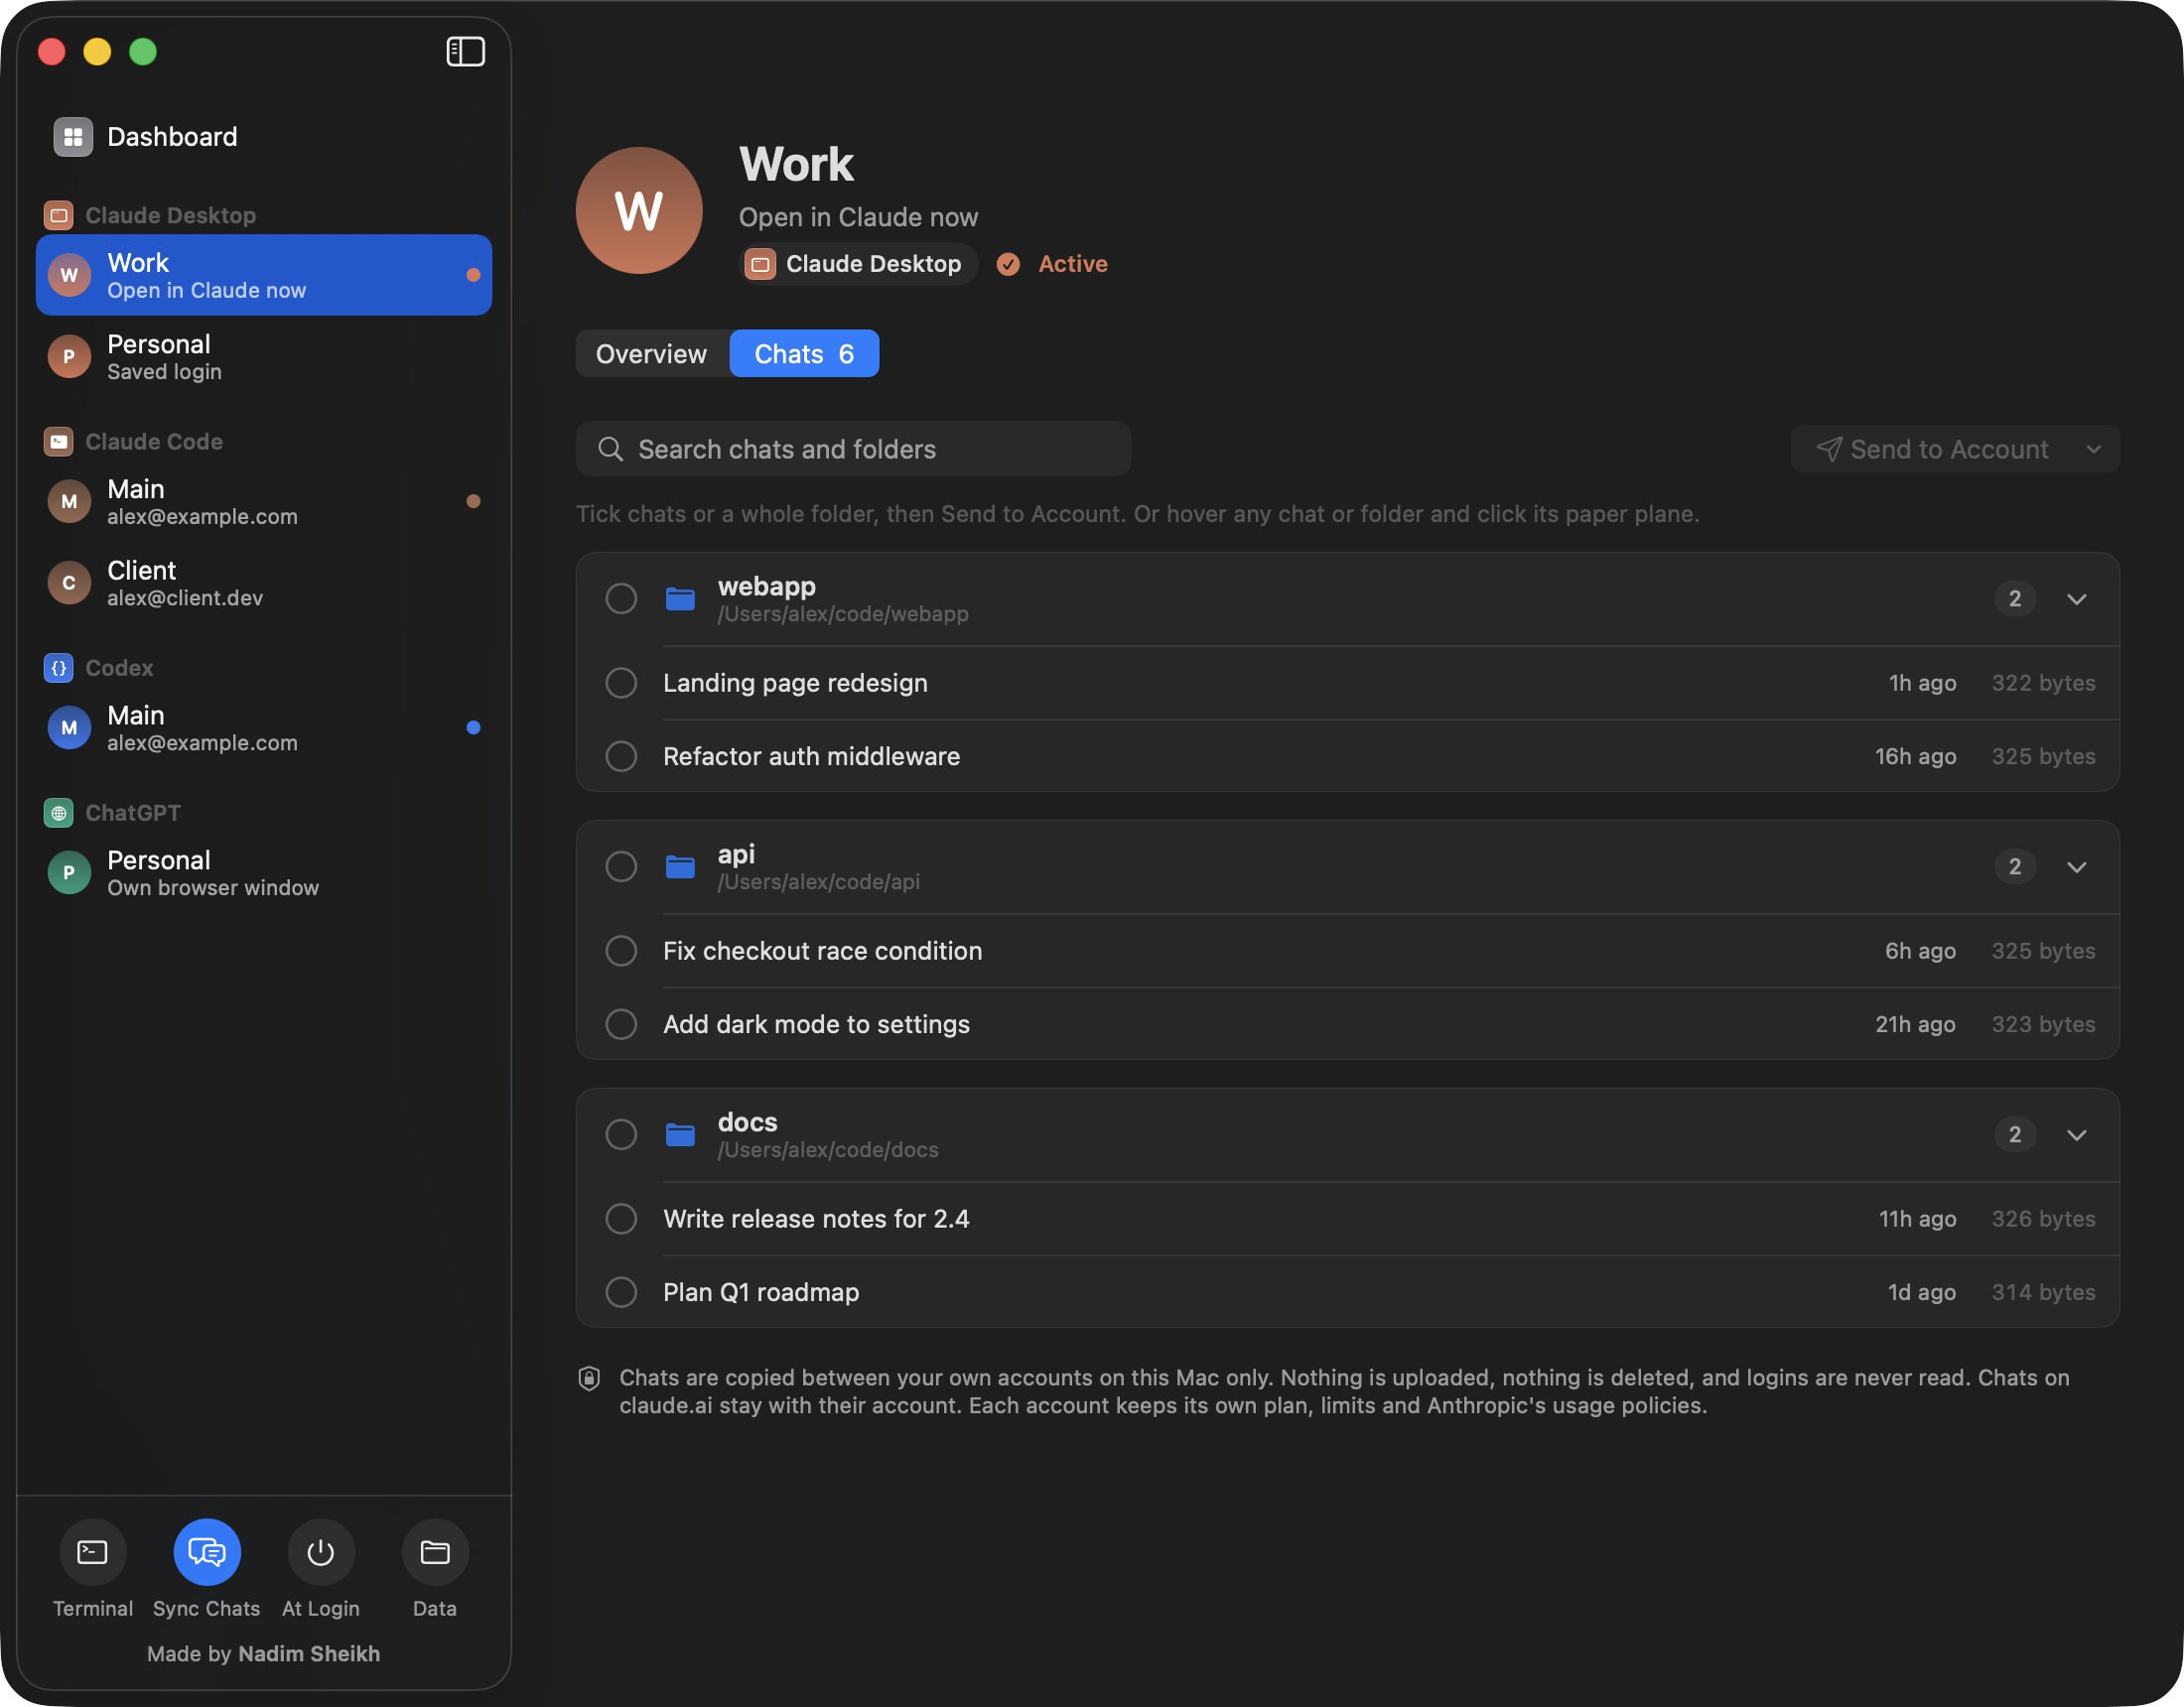 Dashboard
Claude Desktop
W
Work
Open in Claude now
P
Personal
Saved login
Claude Code
M
Main
alex@example.com
C
Client
alex@client.dev
{} Codex
M
Main
alex@example.com
ChatGPT
P
Personal
Own browser window
Terminal
Sync Chats
At Login
Data
Made by Nadim Sheikh
W
Work
Open in Claude now
Claude Desktop
Active
Overview
Chats 6
Search chats and folders
Send to Account
Tick chats or a whole folder, then Send to Account. Or hover any chat or folder and click its paper plane.
webapp
/Users/alex/code/webapp
2
Landing page redesign 1h ago 322 bytes
Refactor auth middleware 16h ago 325 bytes
api
/Users/alex/code/api
2
Fix checkout race condition 6h ago 325 bytes
Add dark mode to settings 21h ago 323 bytes
docs
/Users/alex/code/docs
2
Write release notes for 2.4 11h ago 326 bytes
Plan Q1 roadmap 1d ago 314 bytes
Chats are copied between your own accounts on this Mac only. Nothing is uploaded, nothing is deleted, and logins are never read. Chats on
claude.ai stay with their account. Each account keeps its own plan, limits and Anthropic's usage policies.